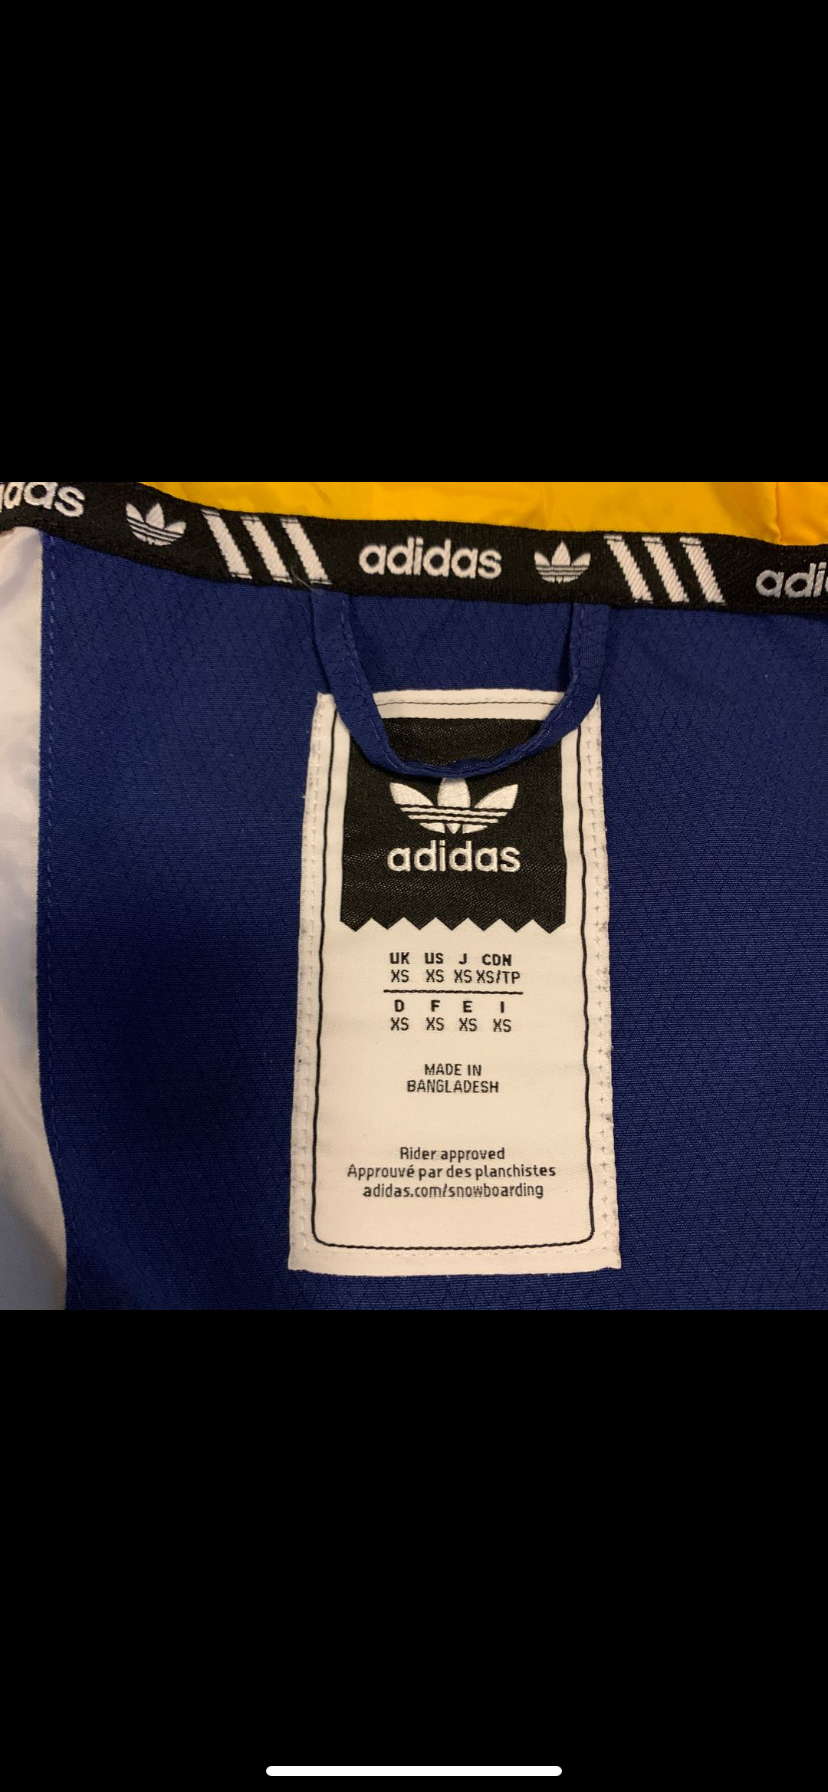 adidas adidas adi
adidas
UK US J CDN
XS XS XS XS/TP
D F E I
XS XS XS XS
MADE IN
BANGLADESH
Rider approved
Approuvé par des planchistes
adidas.com/snowboarding